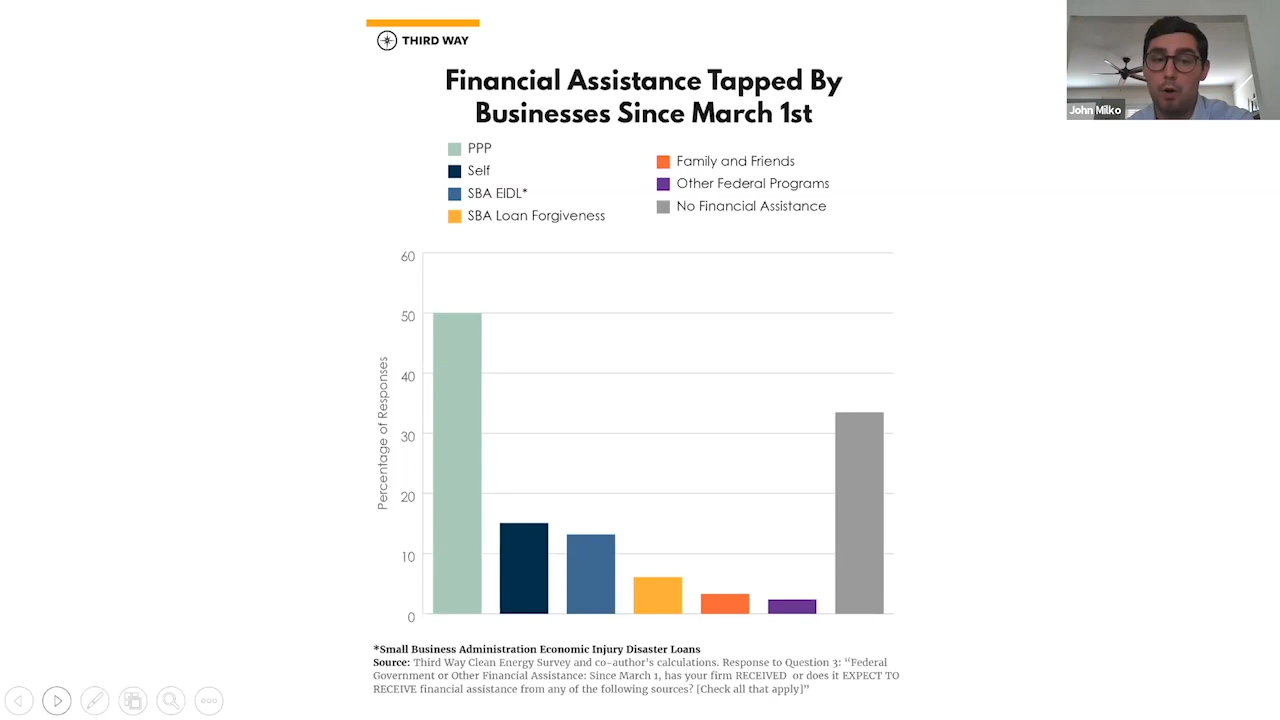 THIRD WAY
John Milko
Financial Assistance Tapped By
Businesses Since March 1st
PPP
Self
SBA EIDL*
SBA Loan Forgiveness
Family and Friends
Other Federal Programs
No Financial Assistance
60
50
40
30
20
10
0
Percentage of Responses
*Small Business Administration Economic Injury Disaster Loans
Source: Third Way Clean Energy Survey and co-author's calculations. Response to Question 3: “Federal
Government or Other Financial Assistance: Since March 1, has your firm RECEIVED or does it EXPECT TO
RECEIVE financial assistance from any of the following sources? [Check all that apply]”